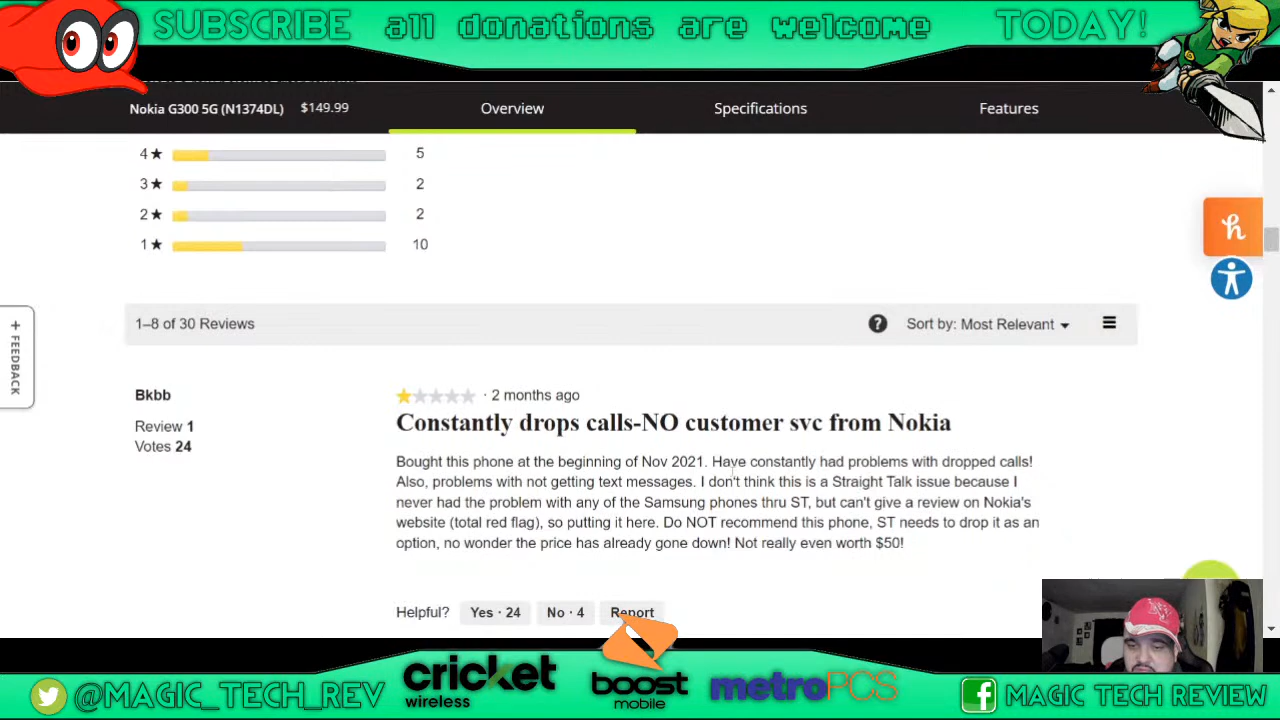 SUBSCRIBE all donations are welcome TODAY!
Nokia G300 5G (N1374DL) $149.99 Overview Specifications Features
4★ 5
3★ 2
2★ 2
1★ 10
h
+ FEEDBACK
1–8 of 30 Reviews ? Sort by: Most Relevant
Bkbb · 2 months ago
Review 1
Votes 24
Constantly drops calls-NO customer svc from Nokia
Bought this phone at the beginning of Nov 2021. Have constantly had problems with dropped calls!
Also, problems with not getting text messages. I don't think this is a Straight Talk issue because I
never had the problem with any of the Samsung phones thru ST, but can't give a review on Nokia's
website (total red flag), so putting it here. Do NOT recommend this phone, ST needs to drop it as an
option, no wonder the price has already gone down! Not really even worth $50!
Helpful? Yes · 24 No · 4 Report
@MAGIC_TECH_REV cricket wireless boost mobile metroPCS f MAGIC TECH REVIEW